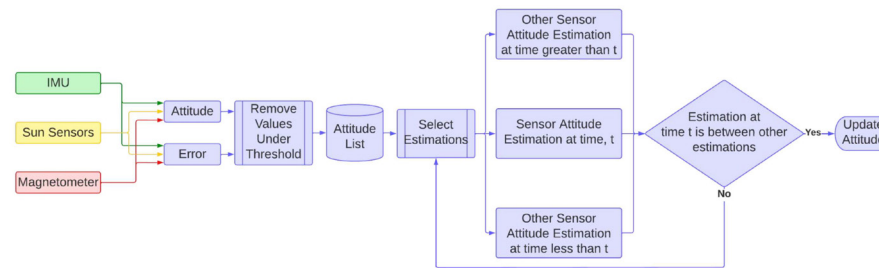 IMU
Sun Sensors
Magnetometer
Attitude
Error
Remove
Values
Under
Threshold
Attitude
List
Select
Estimations
Other Sensor
Attitude Estimation
at time greater than t
Sensor Attitude
Estimation at time, t
Other Sensor
Attitude Estimation
at time less than t
Estimation at
time t is between other
estimations
Yes
No
Update
Attitude